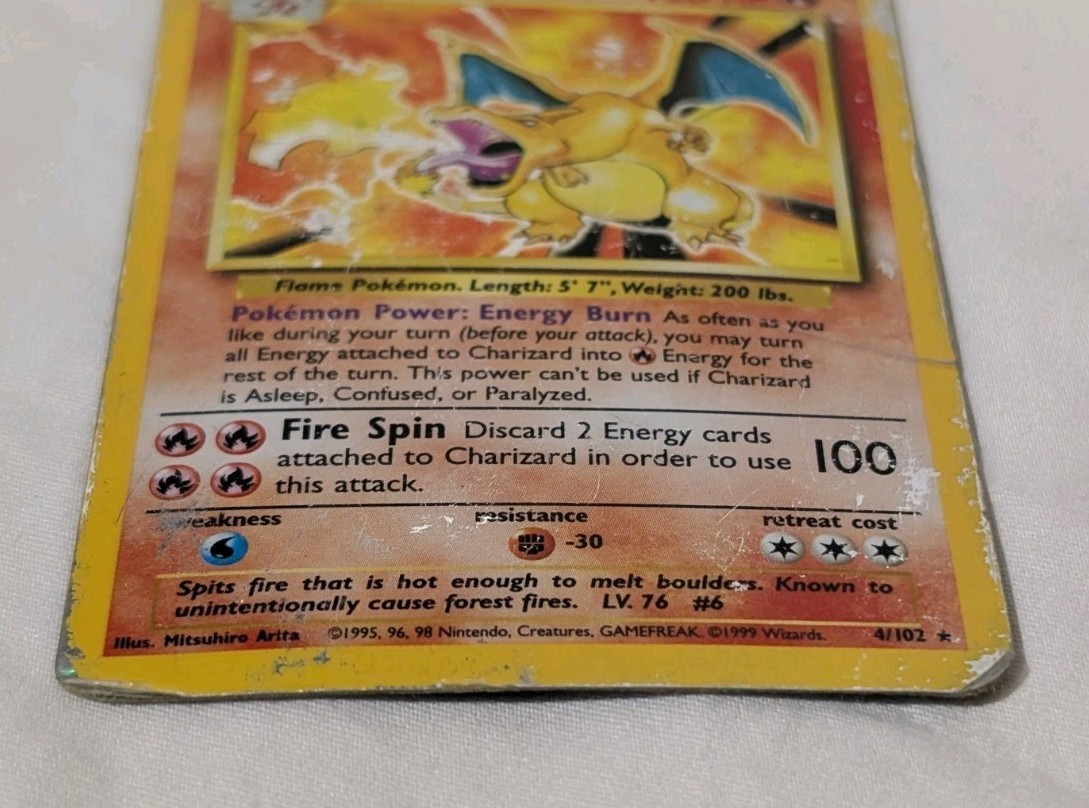 Flame Pokémon. Length: 5' 7", Weight: 200 lbs.
Pokémon Power: Energy Burn As often as you
like during your turn (before your attack), you may turn
all Energy attached to Charizard into Energy for the
rest of the turn. This power can't be used if Charizard
is Asleep, Confused, or Paralyzed.
Fire Spin Discard 2 Energy cards
attached to Charizard in order to use
this attack.
100
weakness resistance retreat cost
-30
Spits fire that is hot enough to melt boulders. Known to
unintentionally cause forest fires. LV. 76 #6
Illus. Mitsuhiro Arita ©1995, 96, 98 Nintendo, Creatures, GAMEFREAK. ©1999 Wizards. 4/102 ★